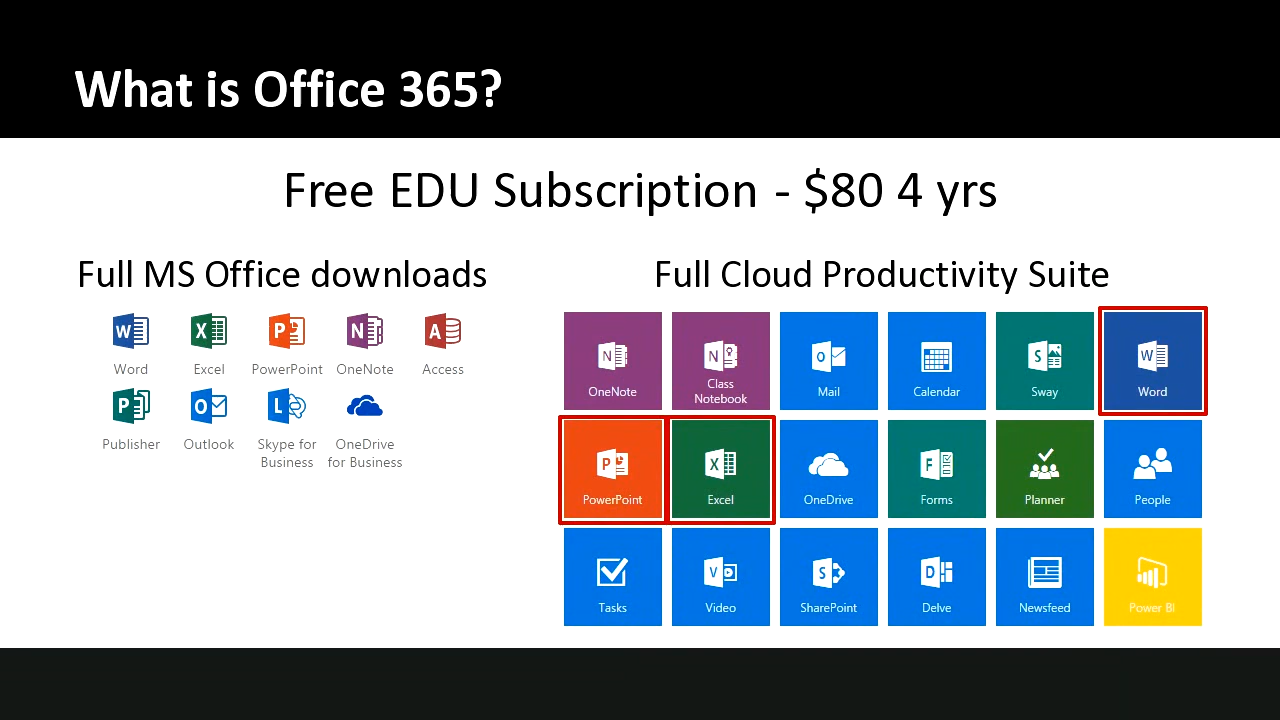 What is Office 365?
Free EDU Subscription - $80 4 yrs
Full MS Office downloads
Word Excel PowerPoint OneNote Access
Publisher Outlook Skype for Business OneDrive for Business
Full Cloud Productivity Suite
OneNote Class Notebook Mail Calendar Sway Word
PowerPoint Excel OneDrive Forms Planner People
Tasks Video SharePoint Delve Newsfeed Power BI